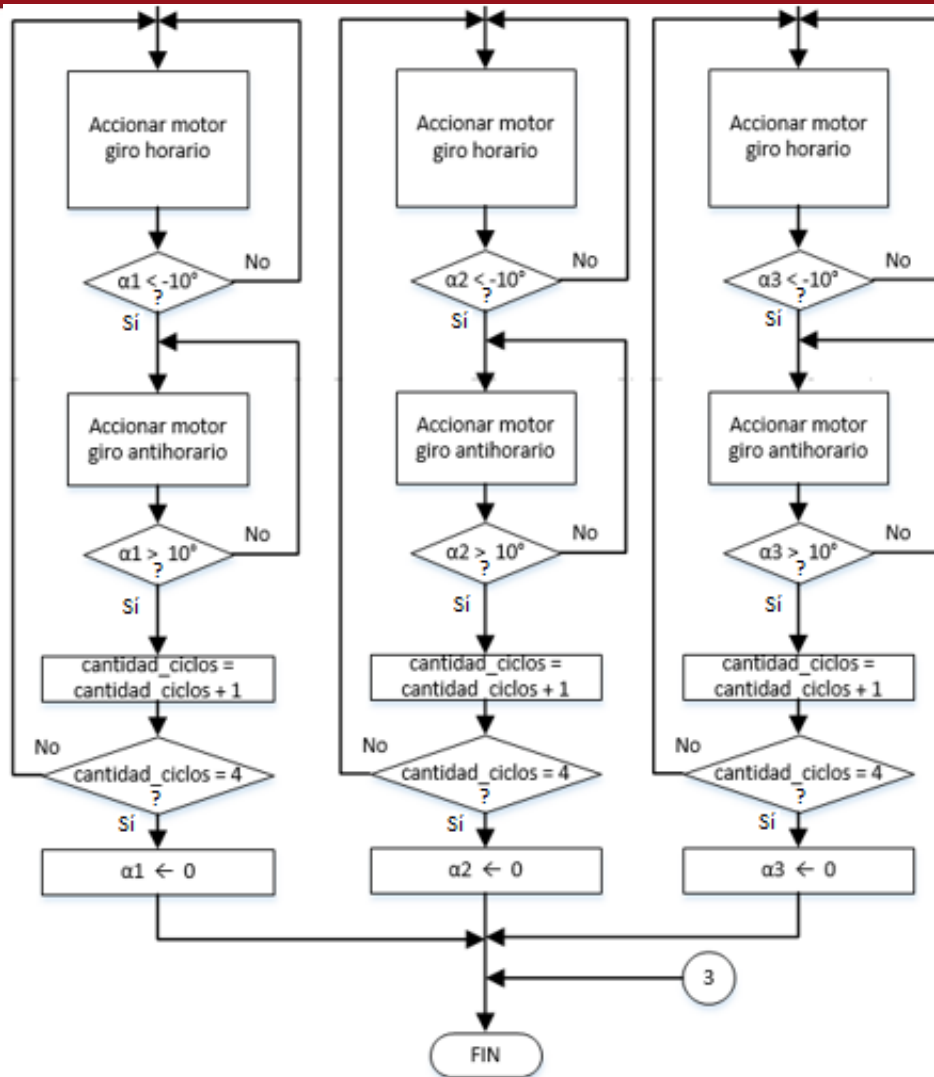 Accionar motor
giro horario
α1 < -10°
?
No
Sí
Accionar motor
giro antihorario
α1 > 10°
?
No
Sí
cantidad_ciclos =
cantidad_ciclos + 1
No
cantidad_ciclos = 4
?
Sí
α1 ← 0
Accionar motor
giro horario
α2 < -10°
?
No
Sí
Accionar motor
giro antihorario
α2 > 10°
?
No
Sí
cantidad_ciclos =
cantidad_ciclos + 1
No
cantidad_ciclos = 4
?
Sí
α2 ← 0
Accionar motor
giro horario
α3 < -10°
?
No
Sí
Accionar motor
giro antihorario
α3 > 10°
?
No
Sí
cantidad_ciclos =
cantidad_ciclos + 1
No
cantidad_ciclos = 4
?
Sí
α3 ← 0
3
FIN